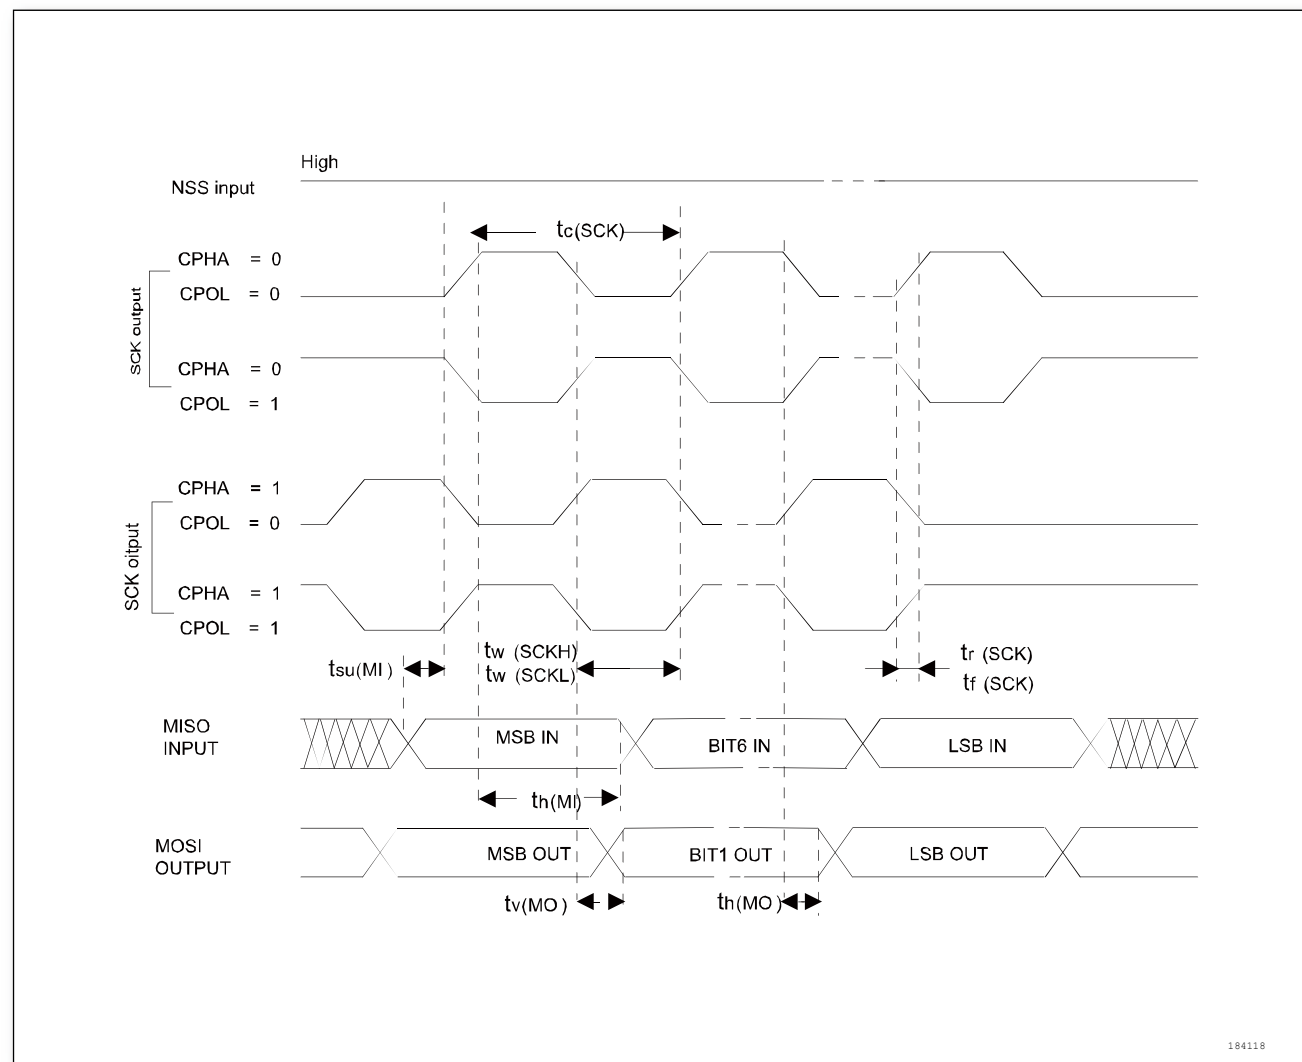 High
NSS input
tc(SCK)
CPHA = 0
CPOL = 0
SCK output
CPHA = 0
CPOL = 1
CPHA = 1
CPOL = 0
SCK oitput
CPHA = 1
CPOL = 1
tsu(MI)
tw (SCKH)
tw (SCKL)
tr (SCK)
tf (SCK)
MISO
INPUT
MSB IN
BIT6 IN
LSB IN
th(MI)
MOSI
OUTPUT
MSB OUT
BIT1 OUT
LSB OUT
tv(MO)
th(MO)
184118